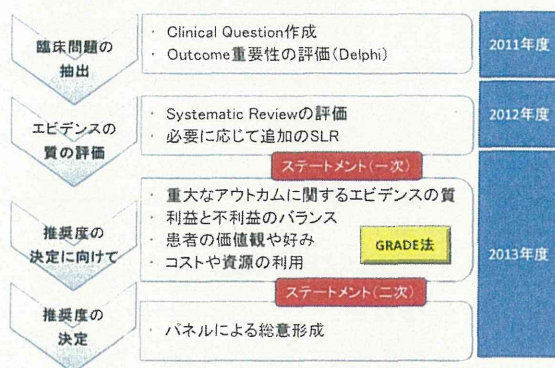 臨床問題の
抽出
・ Clinical Question作成
・ Outcome重要性の評価(Delphi)
2011年度
エビデンスの
質の評価
・ Systematic Reviewの評価
・ 必要に応じて追加のSLR
2012年度
ステートメント(一次)
推奨度の
決定に向けて
・ 重大なアウトカムに関するエビデンスの質
・ 利益と不利益のバランス
・ 患者の価値観や好み
・ コストや資源の利用
GRADE法
2013年度
ステートメント(二次)
推奨度の
決定
・ パネルによる総意形成